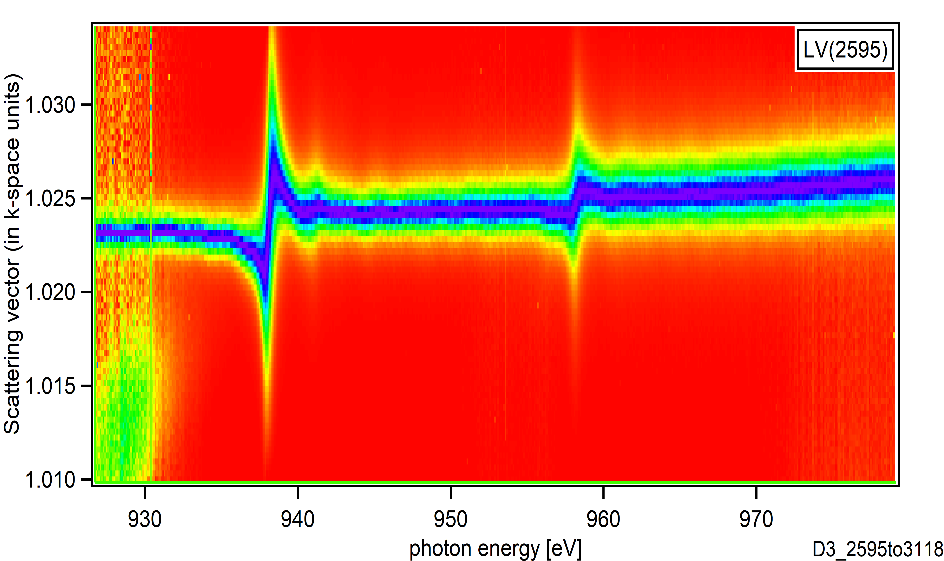 LV(2595)
Scattering vector (in k-space units)
1.030
1.025
1.020
1.015
1.010
930 940 950 960 970
photon energy [eV]
D3_2595to3118